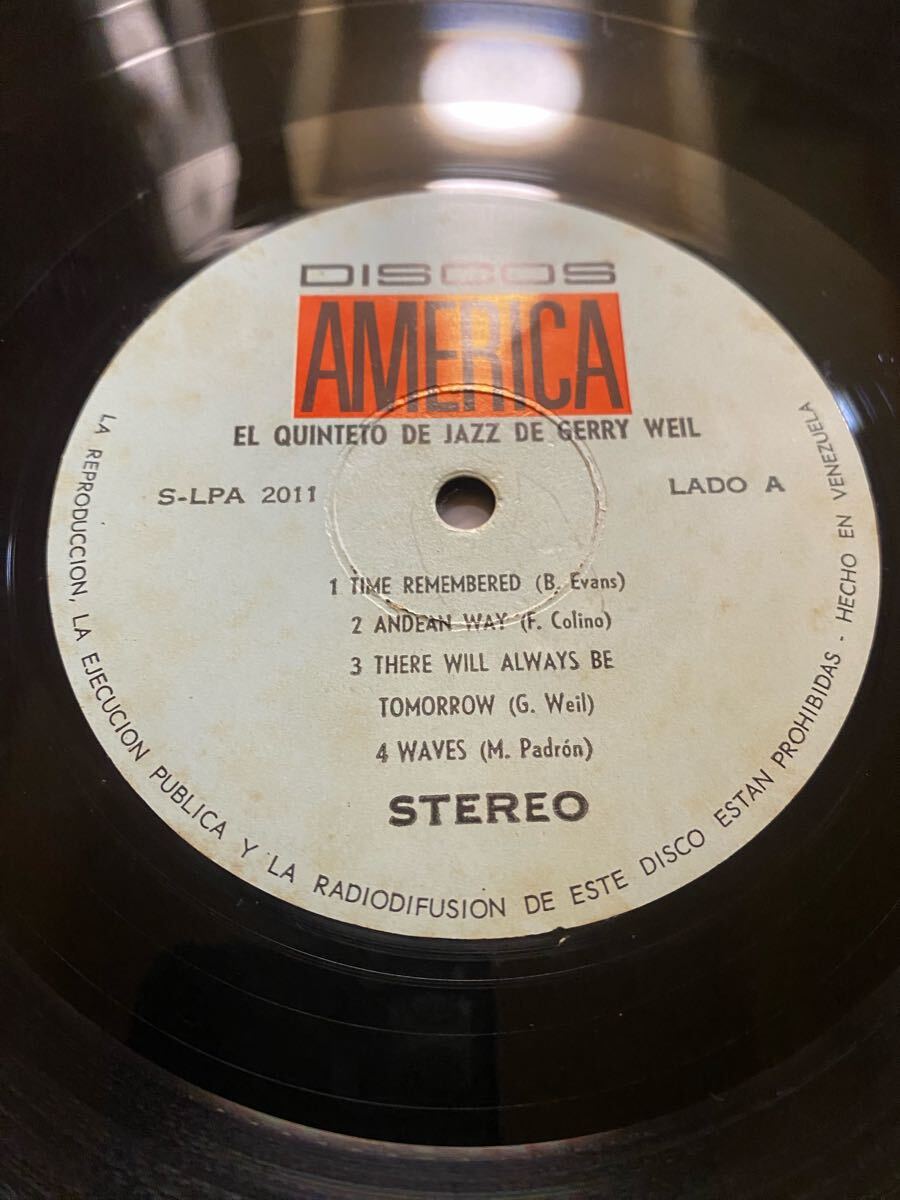 DISCOS
AMERICA
EL QUINTETO DE JAZZ DE GERRY WEIL
S-LPA 2011
LADO A
1 TIME REMEMBERED (B. Evans)
2 ANDEAN WAY (F. Colino)
3 THERE WILL ALWAYS BE
TOMORROW (G. Weil)
4 WAVES (M. Padrón)
STEREO
LA REPRODUCCION, LA EJECUCION PUBLICA Y LA RADIODIFUSION DE ESTE DISCO ESTAN PROHIBIDAS - HECHO EN VENEZUELA